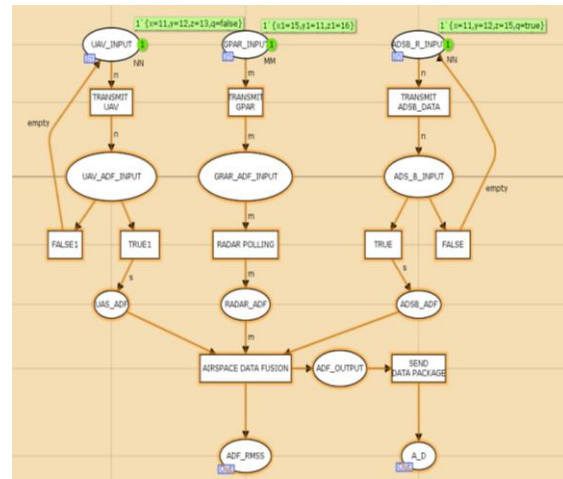 1`{x=11,y=12,z=13,q=false}
1`{x1=15,y1=11,z1=16}
1`{x=11,y=12,z=15,q=true}
UAV_INPUT
1
GPAR_INPUT
1
ADSB_R_INPUT
1
I/O
I/O
I/O
NN
MM
NN
n
m
n
TRANSMIT
UAV
TRANSMIT
GPAR
TRANSMIT
ADSB_DATA
empty
n
m
n
UAV_ADF_INPUT
GRAR_ADF_INPUT
ADS_B_INPUT
empty
m
FALSE1
TRUE1
RADAR POLLING
TRUE
FALSE
s
m
s
UAS_ADF
RADAR_ADF
ADSB_ADF
m
AIRSPACE DATA FUSION
ADF_OUTPUT
SEND
DATA PACKAGE
ADF_RMSS
A_D
Out
Out